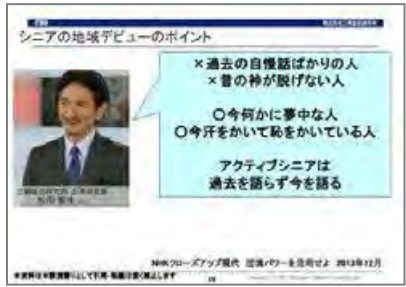 シニアの地域デビューのポイント
×過去の自慢話ばかりの人
×昔の裃が脱げない人
○今何かに夢中な人
○今汗をかいて恥をかいている人
アクティブシニアは
過去を語らず今を語る
NHKクローズアップ現代 団塊パワーを活用せよ 2013年12月